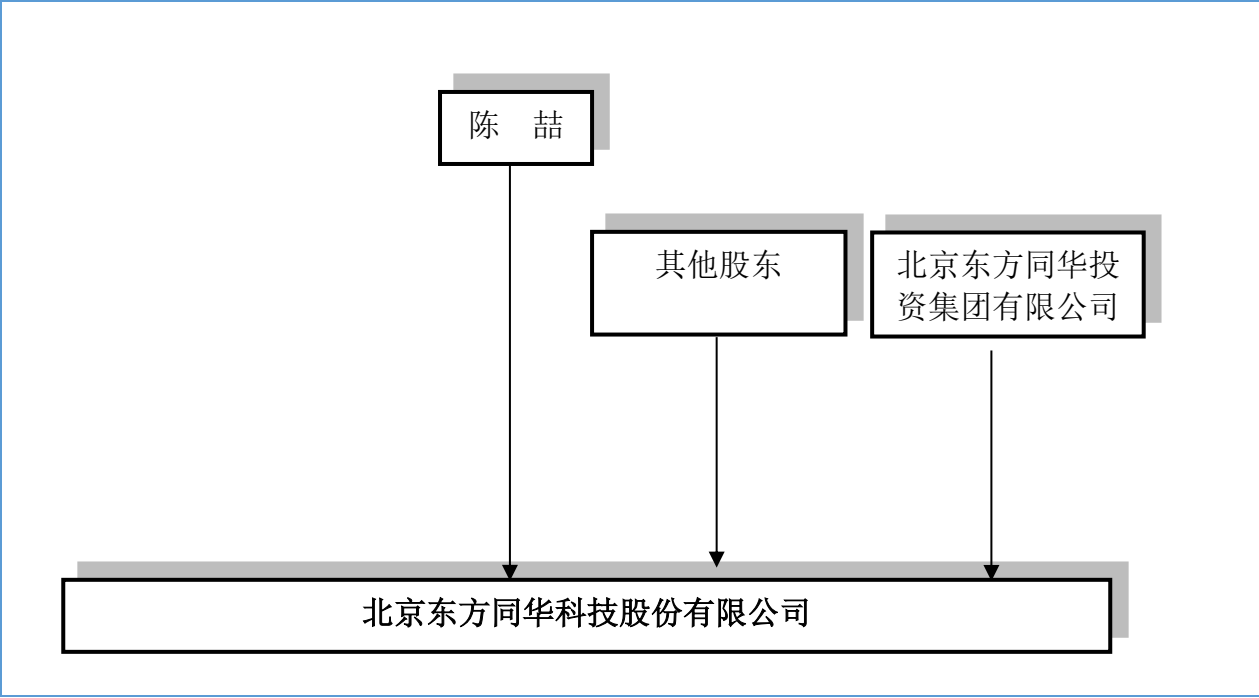 陈 喆
其他股东
北京东方同华投
资集团有限公司
北京东方同华科技股份有限公司